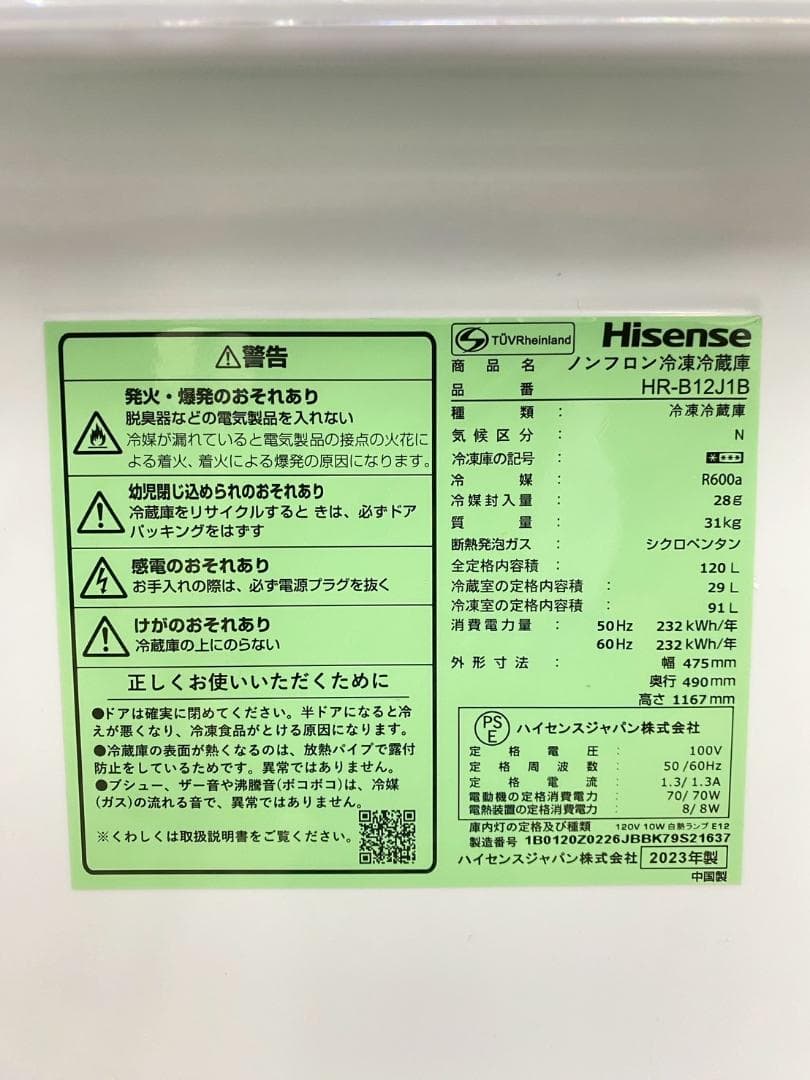 ⚠警告
発火・爆発のおそれあり
脱臭器などの電気製品を入れない
冷媒が漏れていると電気製品の接点の火花に
よる着火、着火による爆発の原因になります。
幼児閉じ込められのおそれあり
冷蔵庫をリサイクルすると きは、必ずドア
パッキングをはずす
感電のおそれあり
お手入れの際は、必ず電源プラグを抜く
けがのおそれあり
冷蔵庫の上にのらない
正しくお使いいただくために
●ドアは確実に閉めてください。半ドアになると冷
えが悪くなり、冷凍食品がとける原因になります。
●冷蔵庫の表面が熱くなるのは、放熱パイプで露付
防止をしているためです。異常ではありません。
●ブシュー、ザー音や沸騰音(ボコボコ)は、冷媒
(ガス)の流れる音で、異常ではありません。
※くわしくは取扱説明書をご覧ください。
TÜVRheinland Hisense
商品名 ノンフロン冷凍冷蔵庫
品番 HR-B12J1B
種類 : 冷凍冷蔵庫
気候区分 : N
冷凍庫の記号 :
冷媒 : R600a
冷媒封入量 : 28g
質量 : 31kg
断熱発泡ガス : シクロペンタン
全定格内容積 : 120 L
冷蔵室の定格内容積 : 29 L
冷凍室の定格内容積 : 91 L
消費電力量 : 50Hz 232 kWh/年
60Hz 232 kWh/年
外形寸法 : 幅 475mm
奥行 490mm
高さ 1167mm
PSE ハイセンスジャパン株式会社
定格電圧 : 100V
定格周波数 : 50/60Hz
定格電流 : 1.3/1.3A
電動機の定格消費電力 : 70/70W
電熱装置の定格消費電力 : 8/8W
庫内灯の定格及び種類 120V 10W 白熱ランプ E12
製造番号 1B0120Z0226JBBK79S21637
ハイセンスジャパン株式会社 2023年製
中国製